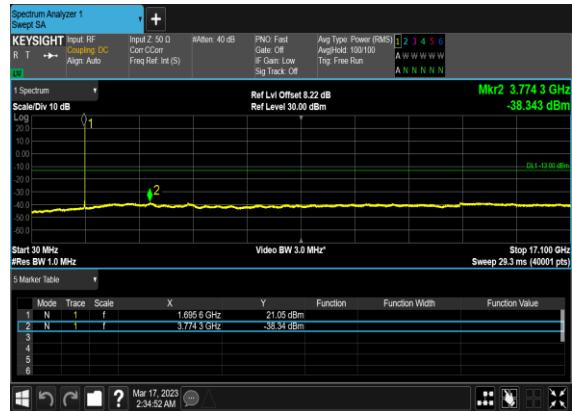 Spectrum Analyzer 1
Swept SA
+
KEYSIGHT Input: RF Input Z: 50 Ω #Atten: 40 dB PNO: Fast Avg Type: Power (RMS) 1 2 3 4 5 6
R T Coupling: DC Corr CCorr Gate: Off Avg|Hold: 100/100 A W W W W W
Align: Auto Freq Ref: Int (S) IF Gain: Low Trig: Free Run
LW Sig Track: Off A N N N N N
1 Spectrum Ref Lvl Offset 8.22 dB Mkr2 3.774 3 GHz
Scale/Div 10 dB Ref Level 30.00 dBm -38.343 dBm
Log
1
20.0
10.0
0.00
-10.0
DL1 -13.00 dBm
-20.0
-30.0
2
-40.0
-50.0
-60.0
Start 30 MHz Video BW 3.0 MHz* Stop 17.100 GHz
#Res BW 1.0 MHz Sweep 29.3 ms (40001 pts)
5 Marker Table
Mode Trace Scale X Y Function Function Width Function Value
1 N 1 f 1.695 6 GHz 21.05 dBm
2 N 1 f 3.774 3 GHz -38.34 dBm
3
4
5
6
? Mar 17, 2023
2:34:52 AM